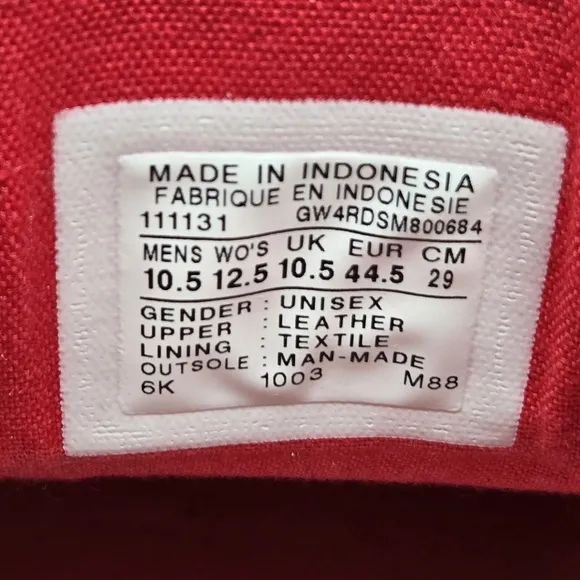 MADE IN INDONESIA
FABRIQUE EN INDONESIE
111131 GW4RDSM800684
MENS WO'S UK EUR CM
10.5 12.5 10.5 44.5 29
GENDER : UNISEX
UPPER : LEATHER
LINING : TEXTILE
OUTSOLE : MAN-MADE
6K 1003 M88